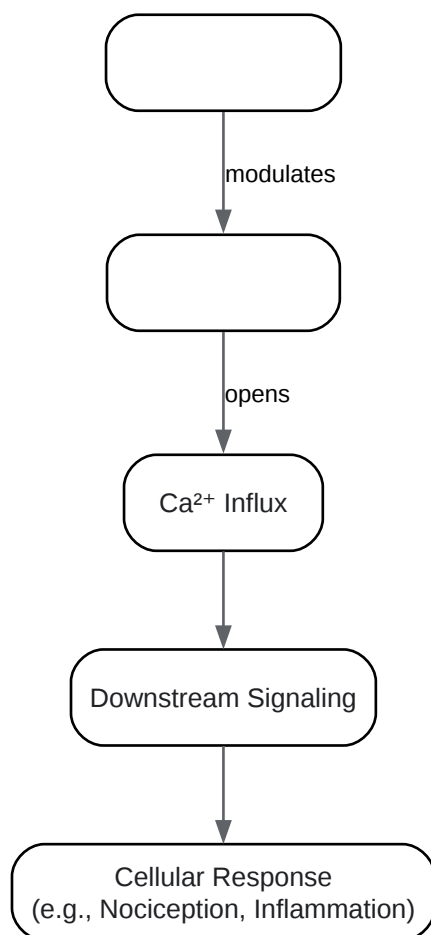 modulates
opens
Ca²⁺ Influx
Downstream Signaling
Cellular Response
(e.g., Nociception, Inflammation)